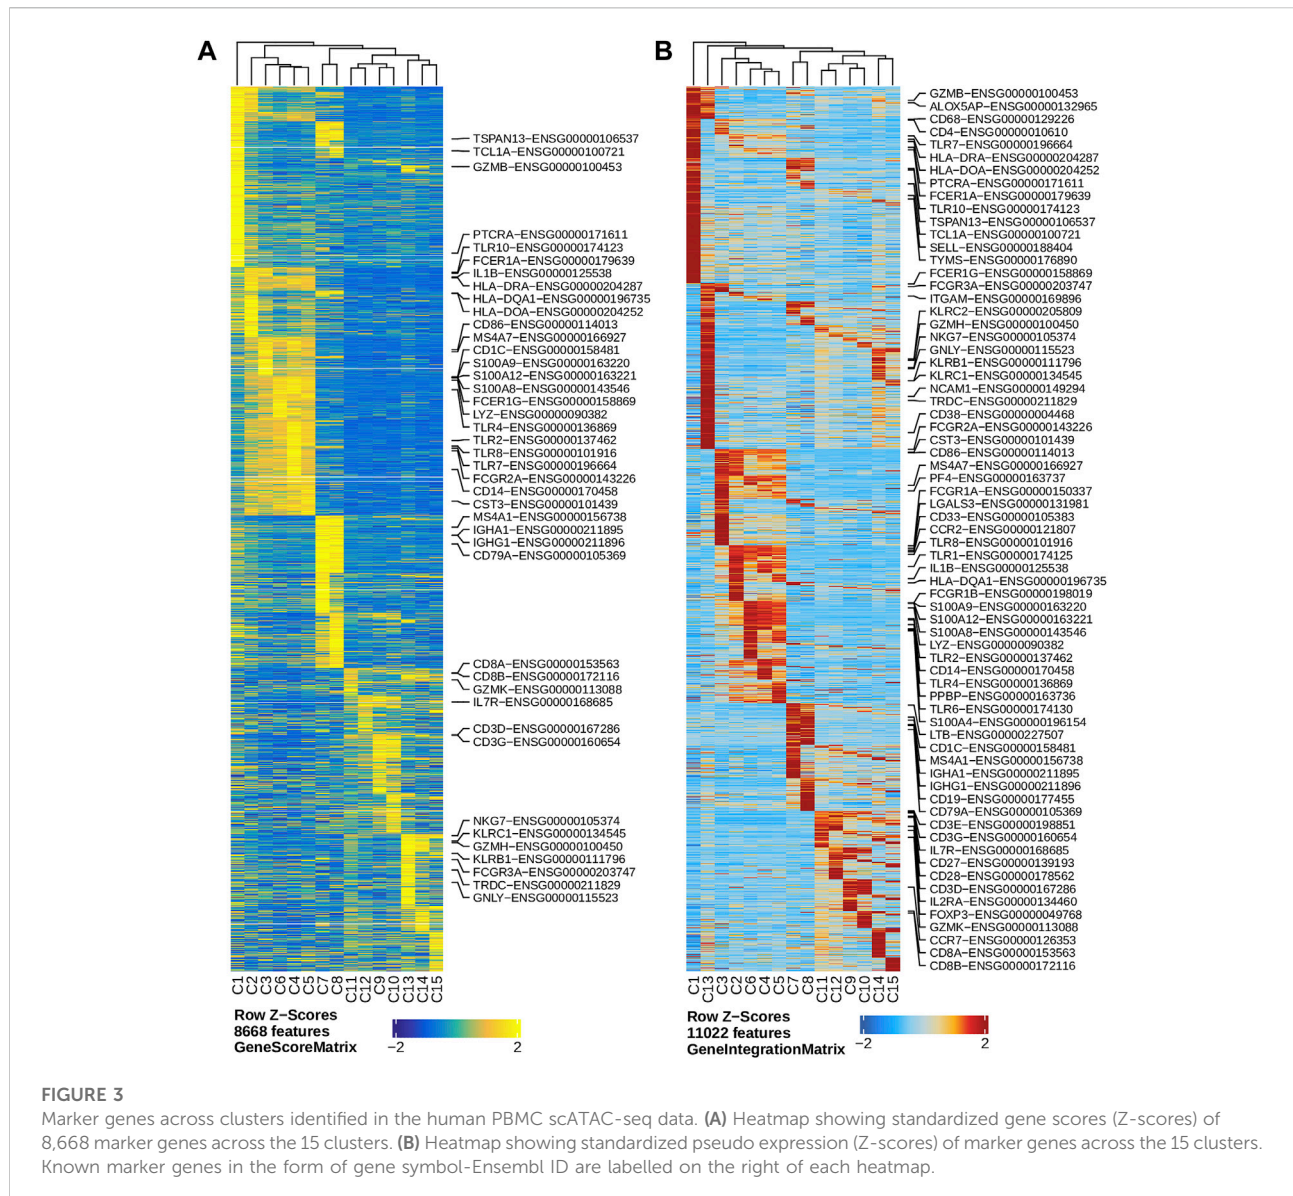 A
TSPAN13−ENSG00000106537
TCL1A−ENSG00000100721
GZMB−ENSG00000100453
PTCRA−ENSG00000171611
TLR10−ENSG00000174123
FCER1A−ENSG00000179639
IL1B−ENSG00000125538
HLA−DRA−ENSG00000204287
HLA−DQA1−ENSG00000196735
HLA−DOA−ENSG00000204252
CD86−ENSG00000114013
MS4A7−ENSG00000166927
CD1C−ENSG00000158481
S100A9−ENSG00000163220
S100A12−ENSG00000163221
S100A8−ENSG00000143546
FCER1G−ENSG00000158869
LYZ−ENSG00000090382
TLR4−ENSG00000136869
TLR2−ENSG00000137462
TLR8−ENSG00000101916
TLR7−ENSG00000196664
FCGR2A−ENSG00000143226
CD14−ENSG00000170458
CST3−ENSG00000101439
MS4A1−ENSG00000156738
IGHA1−ENSG00000211895
IGHG1−ENSG00000211896
CD79A−ENSG00000105369
CD8A−ENSG00000153563
CD8B−ENSG00000172116
GZMK−ENSG00000113088
IL7R−ENSG00000168685
CD3D−ENSG00000167286
CD3G−ENSG00000160654
NKG7−ENSG00000105374
KLRC1−ENSG00000134545
GZMH−ENSG00000100450
KLRB1−ENSG00000111796
FCGR3A−ENSG00000203747
TRDC−ENSG00000211829
GNLY−ENSG00000115523
C1 C2 C3 C6 C4 C5 C7 C8 C11 C12 C9 C10 C13 C14 C15
Row Z−Scores
8668 features
GeneScoreMatrix
−2 2
B
GZMB−ENSG00000100453
ALOX5AP−ENSG00000132965
CD68−ENSG00000129226
CD4−ENSG00000010610
TLR7−ENSG00000196664
HLA−DRA−ENSG00000204287
HLA−DOA−ENSG00000204252
PTCRA−ENSG00000171611
FCER1A−ENSG00000179639
TLR10−ENSG00000174123
TSPAN13−ENSG00000106537
TCL1A−ENSG00000100721
SELL−ENSG00000188404
TYMS−ENSG00000176890
FCER1G−ENSG00000158869
FCGR3A−ENSG00000203747
ITGAM−ENSG00000169896
KLRC2−ENSG00000205809
GZMH−ENSG00000100450
NKG7−ENSG00000105374
GNLY−ENSG00000115523
KLRB1−ENSG00000111796
KLRC1−ENSG00000134545
NCAM1−ENSG00000149294
TRDC−ENSG00000211829
CD38−ENSG00000004468
FCGR2A−ENSG00000143226
CST3−ENSG00000101439
CD86−ENSG00000114013
MS4A7−ENSG00000166927
PF4−ENSG00000163737
FCGR1A−ENSG00000150337
LGALS3−ENSG00000131981
CD33−ENSG00000105383
CCR2−ENSG00000121807
TLR8−ENSG00000101916
TLR1−ENSG00000174125
IL1B−ENSG00000125538
HLA−DQA1−ENSG00000196735
FCGR1B−ENSG00000198019
S100A9−ENSG00000163220
S100A12−ENSG00000163221
S100A8−ENSG00000143546
LYZ−ENSG00000090382
TLR2−ENSG00000137462
CD14−ENSG00000170458
TLR4−ENSG00000136869
PPBP−ENSG00000163736
TLR6−ENSG00000174130
S100A4−ENSG00000196154
LTB−ENSG00000227507
CD1C−ENSG00000158481
MS4A1−ENSG00000156738
IGHA1−ENSG00000211895
IGHG1−ENSG00000211896
CD19−ENSG00000177455
CD79A−ENSG00000105369
CD3E−ENSG00000198851
CD3G−ENSG00000160654
IL7R−ENSG00000168685
CD27−ENSG00000139193
CD28−ENSG00000178562
CD3D−ENSG00000167286
IL2RA−ENSG00000134460
FOXP3−ENSG00000049768
GZMK−ENSG00000113088
CCR7−ENSG00000126353
CD8A−ENSG00000153563
CD8B−ENSG00000172116
C1 C13 C3 C2 C6 C4 C5 C7 C8 C11 C12 C9 C10 C14 C15
Row Z−Scores
11022 features
GeneIntegrationMatrix
−2 2
FIGURE 3
Marker genes across clusters identified in the human PBMC scATAC-seq data. (A) Heatmap showing standardized gene scores (Z-scores) of
8,668 marker genes across the 15 clusters. (B) Heatmap showing standardized pseudo expression (Z-scores) of marker genes across the 15 clusters.
Known marker genes in the form of gene symbol-Ensembl ID are labelled on the right of each heatmap.